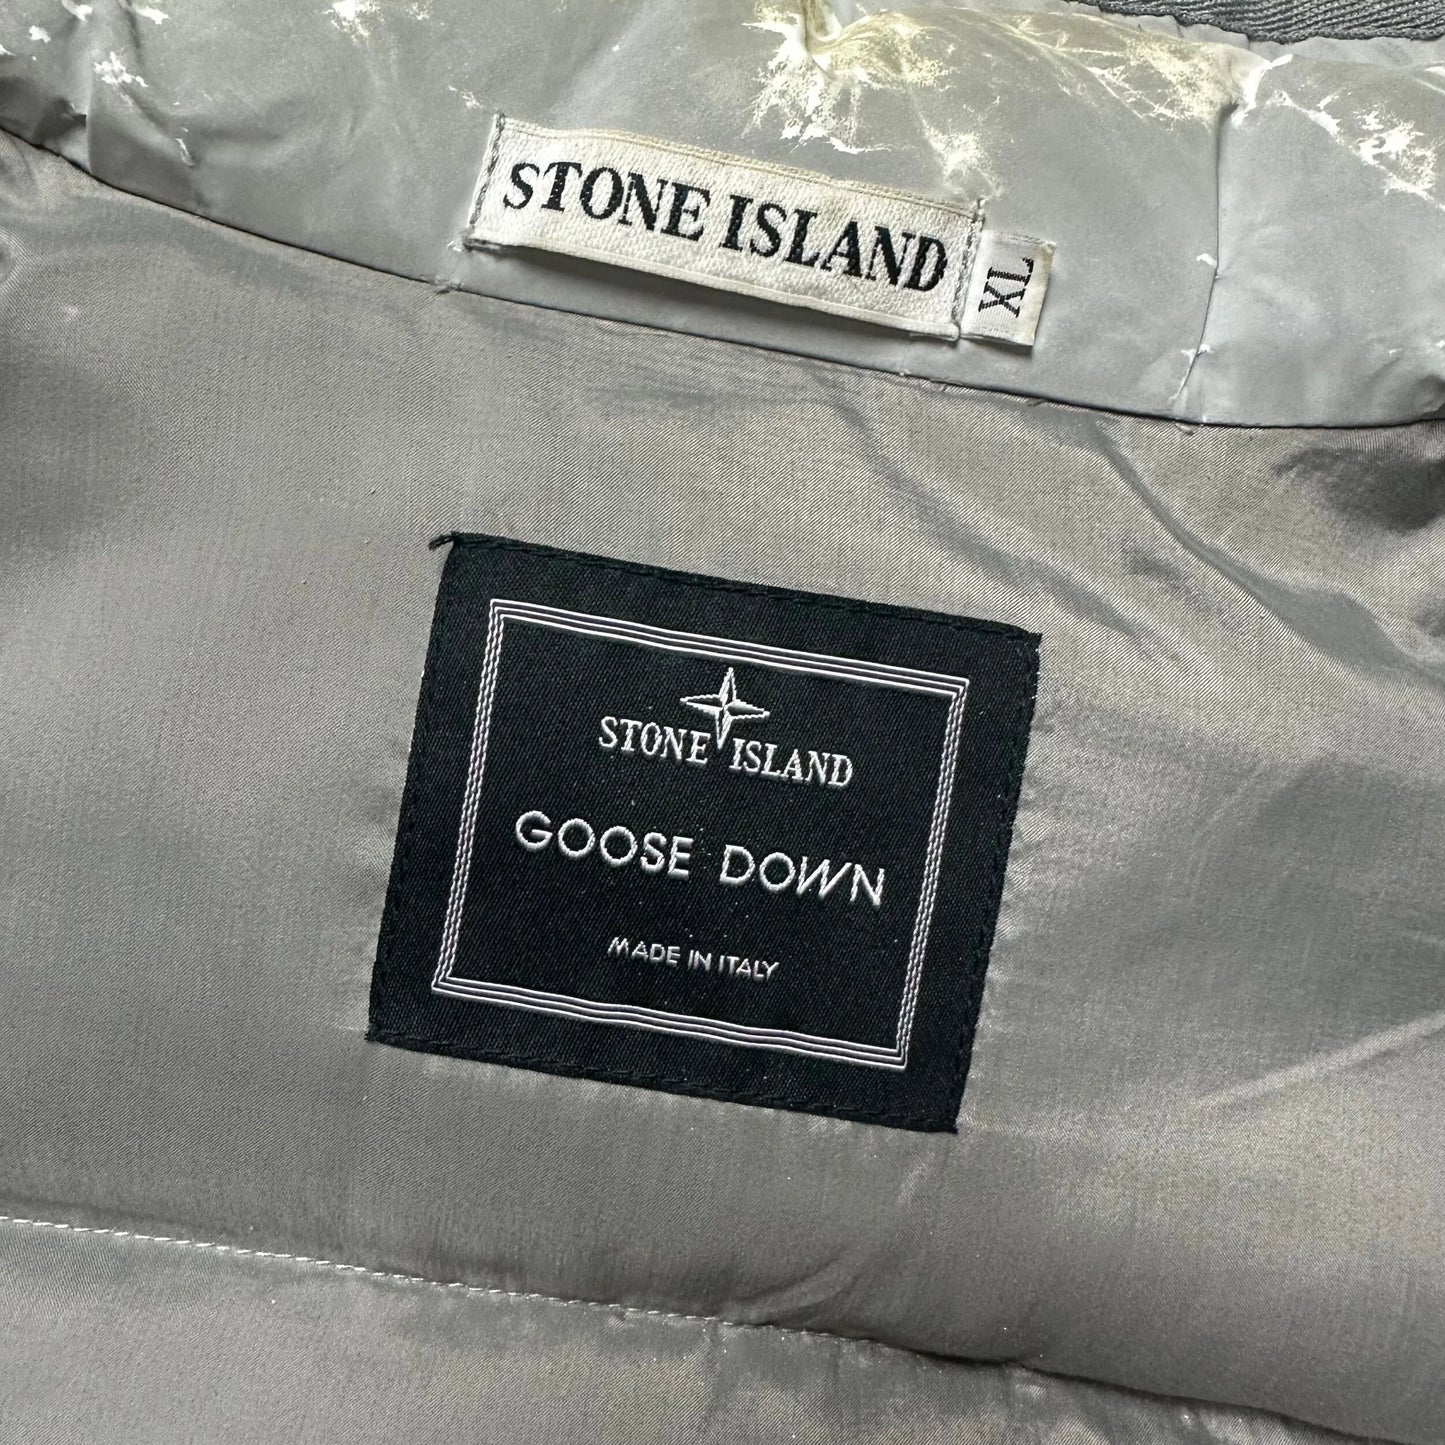 STONE ISLAND
XL
STONE ISLAND
GOOSE DOWN
MADE IN ITALY